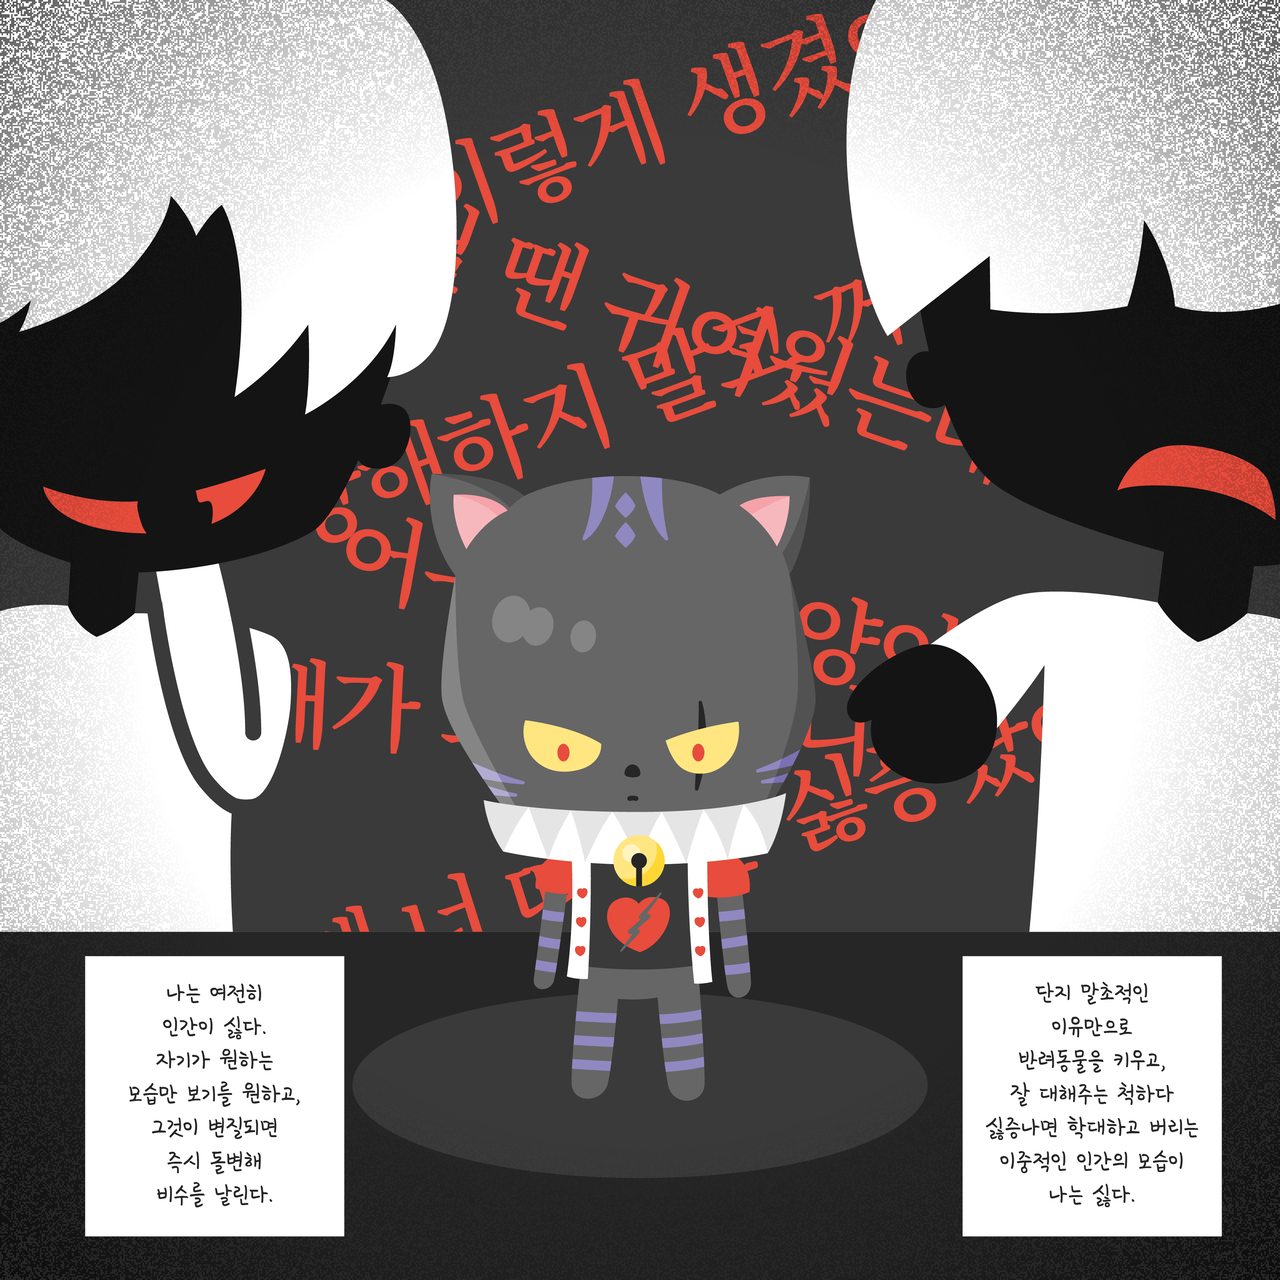 이렇게 생겼
땐 귀여웠
까
말
는
해하지
어
내가
양
싫증
너
나는 여전히
인간이 싫다.
자기가 원하는
모습만 보기를 원하고,
그것이 변질되면
즉시 돌변해
비수를 날린다.
단지 말초적인
이유만으로
반려동물을 키우고,
잘 대해주는 척하다
싫증나면 학대하고 버리는
이중적인 인간의 모습이
나는 싫다.